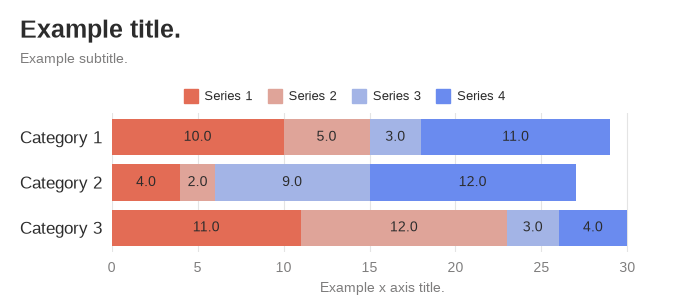 Example title.
Example subtitle.
Series 1 Series 2 Series 3 Series 4
Category 1 10.0 5.0 3.0 11.0
Category 2 4.0 2.0 9.0 12.0
Category 3 11.0 12.0 3.0 4.0
0 5 10 15 20 25 30
Example x axis title.